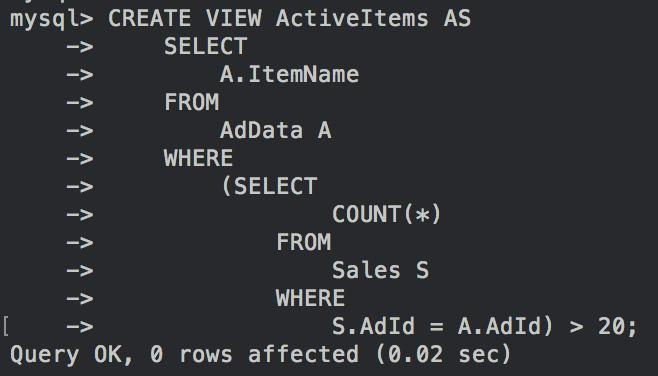 mysql> CREATE VIEW ActiveItems AS
    ->     SELECT
    ->         A.ItemName
    ->     FROM
    ->         AdData A
    ->     WHERE
    ->         (SELECT
    ->                 COUNT(*)
    ->             FROM
    ->                 Sales S
    ->             WHERE
[    ->                 S.AdId = A.AdId) > 20;
Query OK, 0 rows affected (0.02 sec)